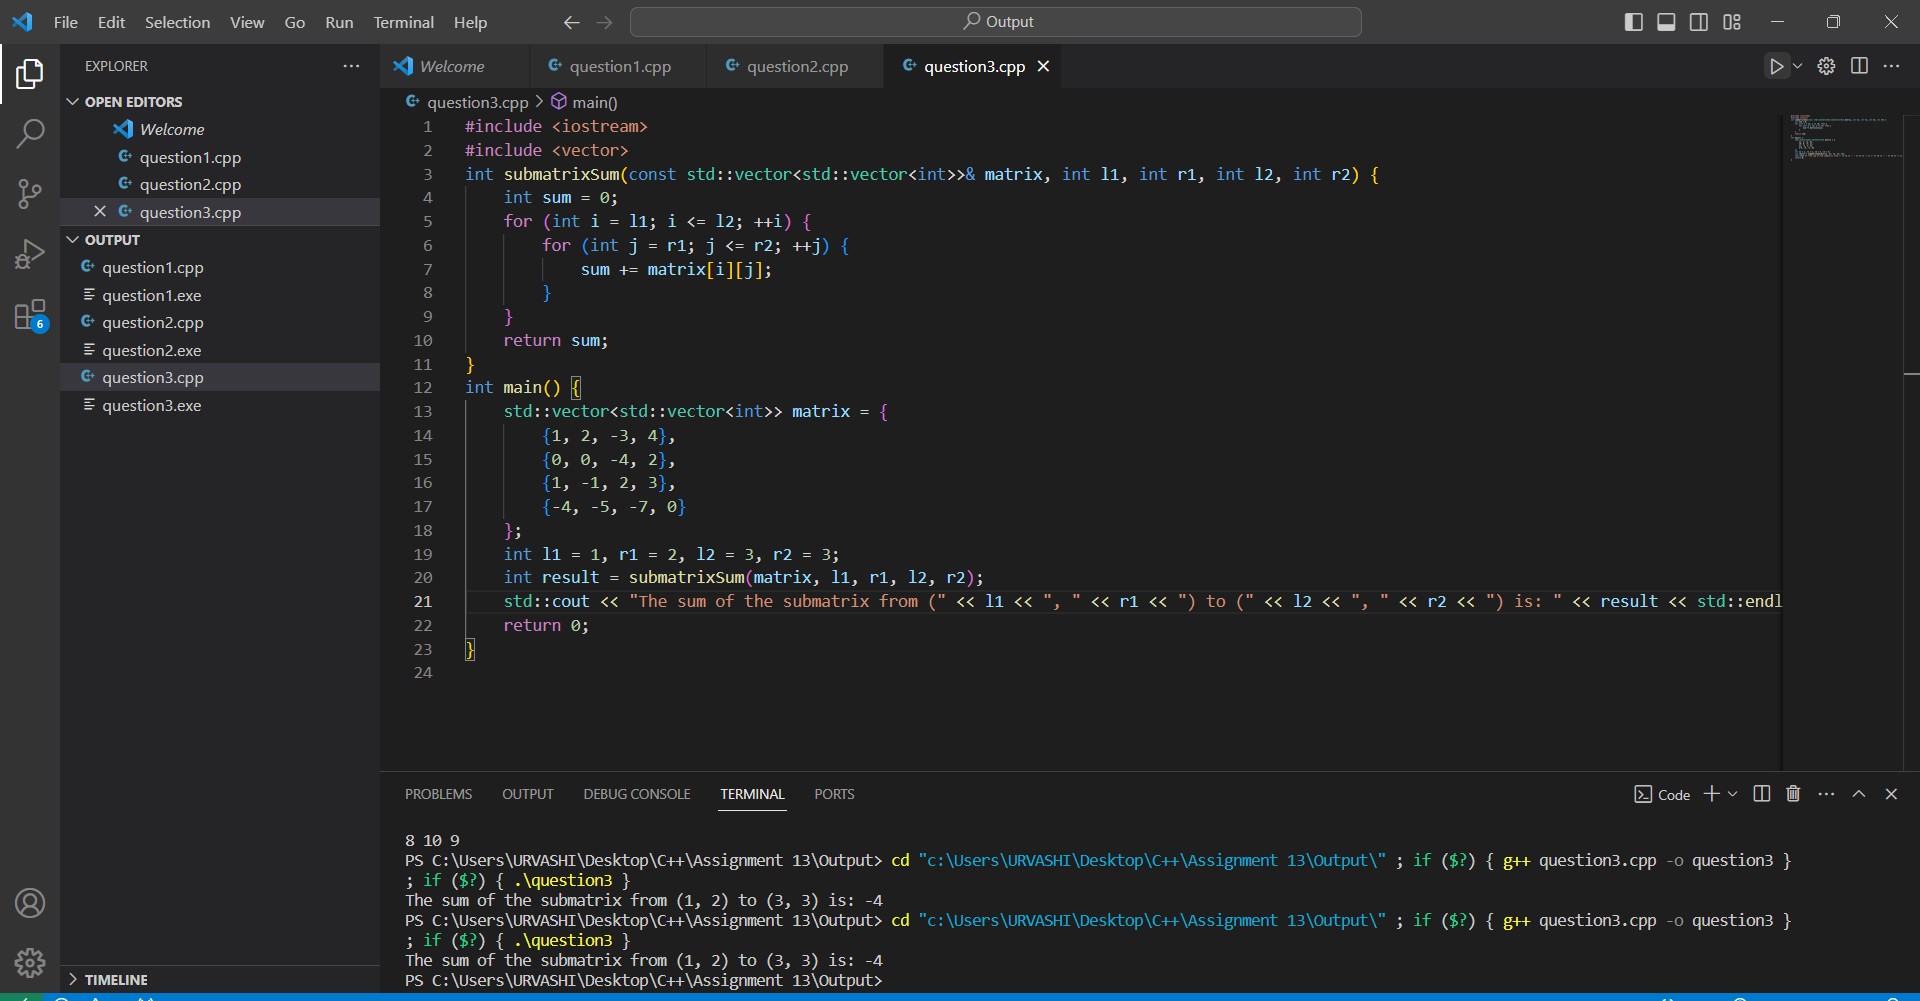 File Edit Selection View Go Run Terminal Help
Output
EXPLORER
OPEN EDITORS
Welcome
question1.cpp
question2.cpp
question3.cpp
OUTPUT
question1.cpp
question1.exe
question2.cpp
question2.exe
question3.cpp
question3.exe
6
TIMELINE
Welcome question1.cpp question2.cpp question3.cpp
question3.cpp > main()
1 #include <iostream>
2 #include <vector>
3 int submatrixSum(const std::vector<std::vector<int>>& matrix, int l1, int r1, int l2, int r2) {
4 int sum = 0;
5 for (int i = l1; i <= l2; ++i) {
6 for (int j = r1; j <= r2; ++j) {
7 sum += matrix[i][j];
8 }
9 }
10 return sum;
11 }
12 int main() {
13 std::vector<std::vector<int>> matrix = {
14 {1, 2, -3, 4},
15 {0, 0, -4, 2},
16 {1, -1, 2, 3},
17 {-4, -5, -7, 0}
18 };
19 int l1 = 1, r1 = 2, l2 = 3, r2 = 3;
20 int result = submatrixSum(matrix, l1, r1, l2, r2);
21 std::cout << "The sum of the submatrix from (" << l1 << ", " << r1 << ") to (" << l2 << ", " << r2 << ") is: " << result << std::endl
22 return 0;
23 }
24
PROBLEMS OUTPUT DEBUG CONSOLE TERMINAL PORTS
Code
8 10 9
PS C:\Users\URVASHI\Desktop\C++\Assignment 13\Output> cd "c:\Users\URVASHI\Desktop\C++\Assignment 13\Output\" ; if ($?) { g++ question3.cpp -o question3 }
; if ($?) { .\question3 }
The sum of the submatrix from (1, 2) to (3, 3) is: -4
PS C:\Users\URVASHI\Desktop\C++\Assignment 13\Output> cd "c:\Users\URVASHI\Desktop\C++\Assignment 13\Output\" ; if ($?) { g++ question3.cpp -o question3 }
; if ($?) { .\question3 }
The sum of the submatrix from (1, 2) to (3, 3) is: -4
PS C:\Users\URVASHI\Desktop\C++\Assignment 13\Output>